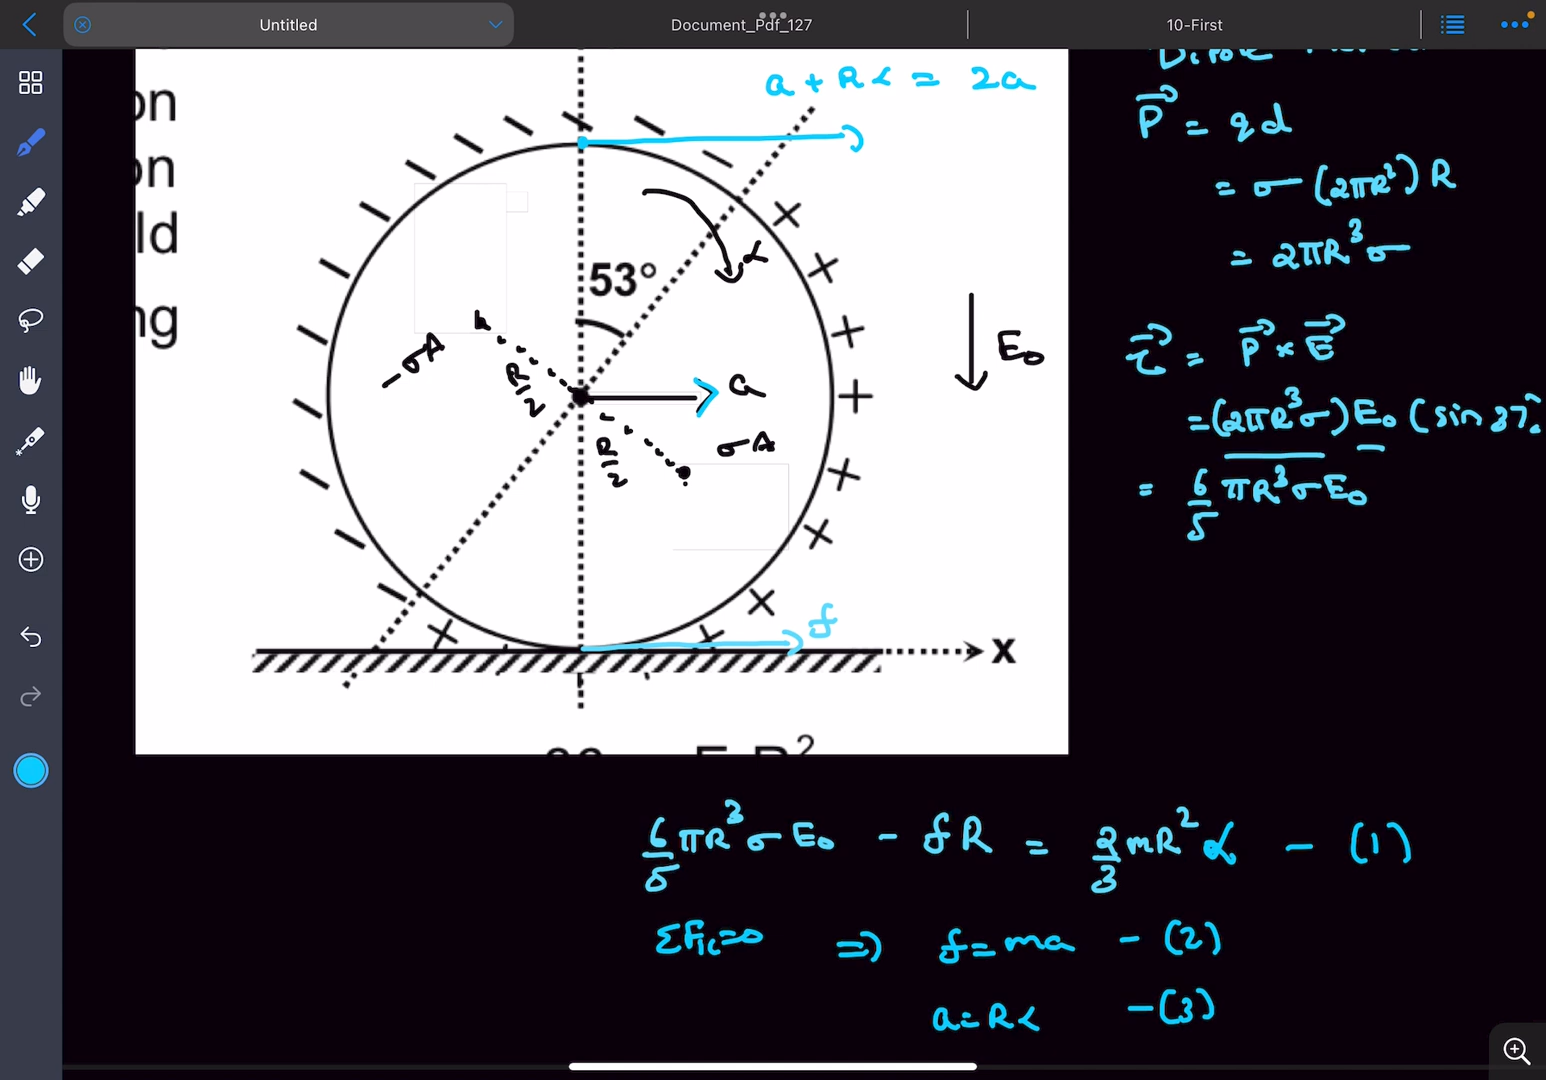 Untitled
Document_Pdf_127
10-First
on
on
ld
ng
a + Rα = 2a
53°
α
E₀
-σA
R/2
a
σA
R/2
f
x
E R²
P⃗ = qd
= σ(2πR²)R
= 2πR³σ
τ⃗ = P⃗ × E⃗
= (2πR³σ)E₀(sin 37°
= 6/5 πR³σE₀
6/5 πR³σE₀ - fR = 2/3 mR²α - (1)
⇒ f = ma - (2)
a = Rα - (3)